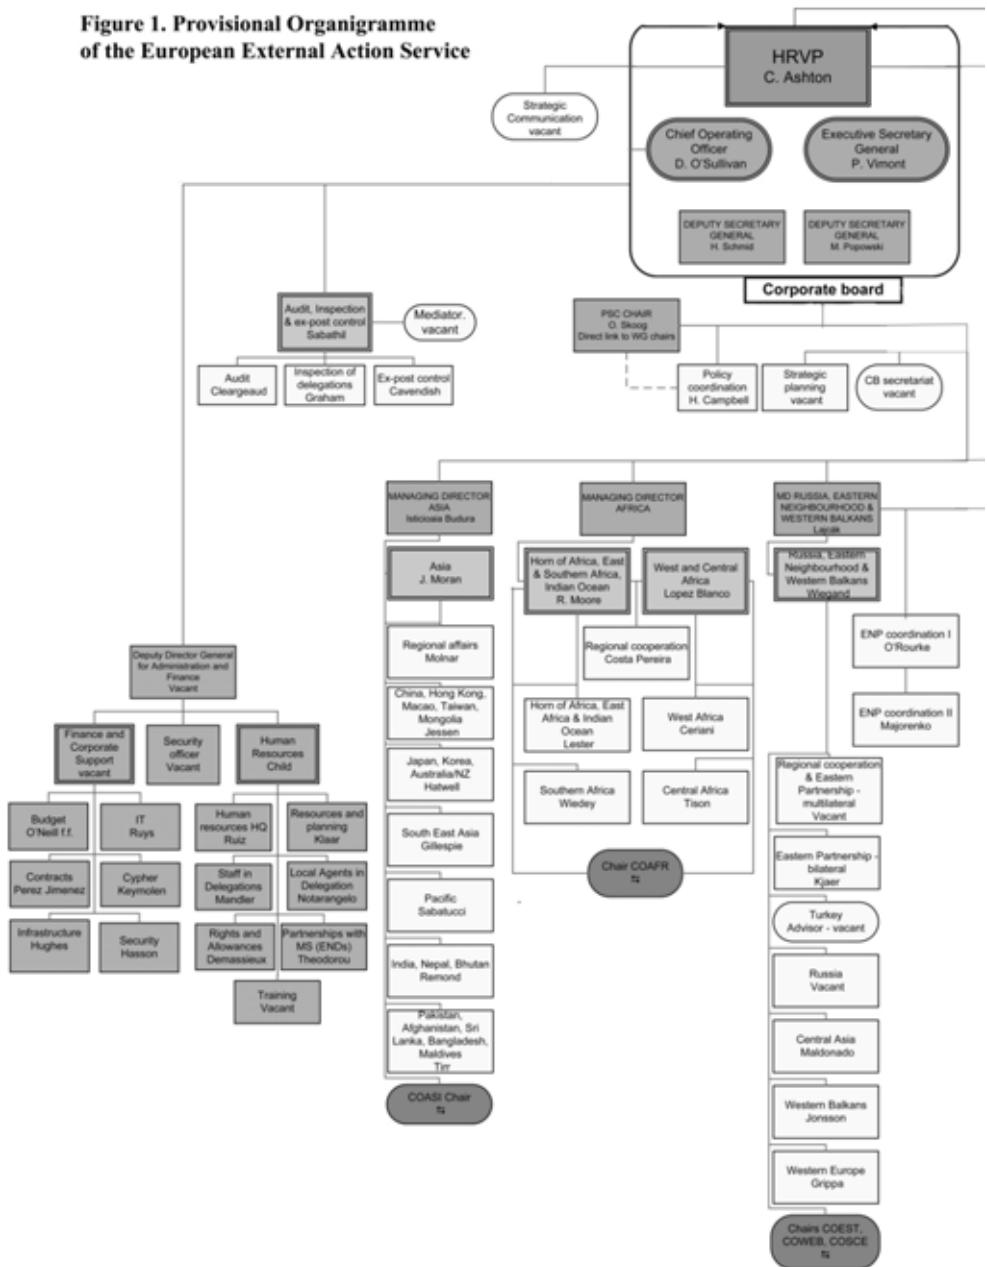 Figure 1. Provisional Organigramme
of the European External Action Service
HRVP
C. Ashton
Strategic
Communication
vacant
Chief Operating
Officer
D. O'Sullivan
Executive Secretary
General
P. Vimont
DEPUTY SECRETARY
GENERAL
H. Schmid
DEPUTY SECRETARY
GENERAL
M. Popowski
Corporate board
Audit, Inspection
& ex-post control
Sabathil
Mediator.
vacant
Audit
Cleargeaud
Inspection of
delegations
Graham
Ex-post control
Cavendish
PSC CHAIR
O. Skoog
Direct link to WG chairs
Policy
coordination
H. Campbell
Strategic
planning
vacant
CB secretariat
vacant
MANAGING DIRECTOR
ASIA
Isticioaia Budura
MANAGING DIRECTOR
AFRICA
MD RUSSIA, EASTERN
NEIGHBOURHOOD &
WESTERN BALKANS
Lajcak
Asia
J. Moran
Regional affairs
Molnar
China, Hong Kong,
Macao, Taiwan,
Mongolia
Jessen
Japan, Korea,
Australia/NZ
Hatwell
South East Asia
Gillespie
Pacific
Sabatucci
India, Nepal, Bhutan
Remond
Pakistan,
Afghanistan, Sri
Lanka, Bangladesh,
Maldives
Tirr
COASI Chair
⇆
Horn of Africa, East
& Southern Africa,
Indian Ocean
R. Moore
West and Central
Africa
Lopez Blanco
Regional cooperation
Costa Pereira
Horn of Africa, East
Africa & Indian
Ocean
Lester
West Africa
Ceriani
Southern Africa
Wiedey
Central Africa
Tison
Chair COAFR
⇆
Russia, Eastern
Neighbourhood &
Western Balkans
Wiegand
ENP coordination I
O'Rourke
ENP coordination II
Majorenko
Regional cooperation
& Eastern
Partnership -
multilateral
Vacant
Eastern Partnership -
bilateral
Kjaer
Turkey
Advisor - vacant
Russia
Vacant
Central Asia
Maldonado
Western Balkans
Jonsson
Western Europe
Grippa
Chairs COEST,
COWEB, COSCE
⇆
Deputy Director General
for Administration and
Finance
Vacant
Finance and
Corporate
Support
vacant
Security
officer
Vacant
Human
Resources
Child
Budget
O'Neill f.f.
IT
Ruys
Contracts
Perez Jimenez
Cypher
Keymolen
Infrastructure
Hughes
Security
Hasson
Human
resources HQ
Ruiz
Resources and
planning
Klaar
Staff in
Delegations
Mandler
Local Agents in
Delegation
Notarangelo
Rights and
Allowances
Demassieux
Partnerships with
MS (ENDs)
Theodorou
Training
Vacant